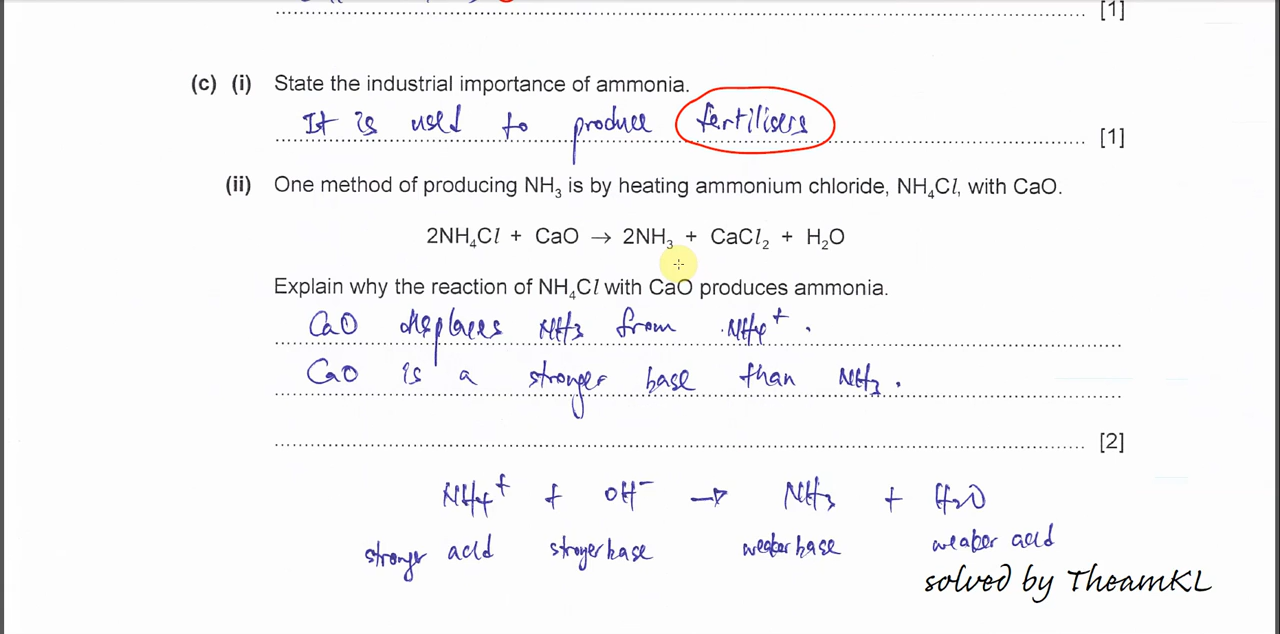 [1]
(c) (i) State the industrial importance of ammonia.
It is used to produce fertilisers
[1]
(ii) One method of producing NH₃ is by heating ammonium chloride, NH₄Cl, with CaO.
2NH₄Cl + CaO → 2NH₃ + CaCl₂ + H₂O
Explain why the reaction of NH₄Cl with CaO produces ammonia.
CaO displaces NH₃ from NH₄⁺.
CaO is a stronger base than NH₃.
[2]
NH₄⁺ + OH⁻ → NH₃ + H₂O
stronger acid stronger base weaker base weaker acid
solved by TheamKL